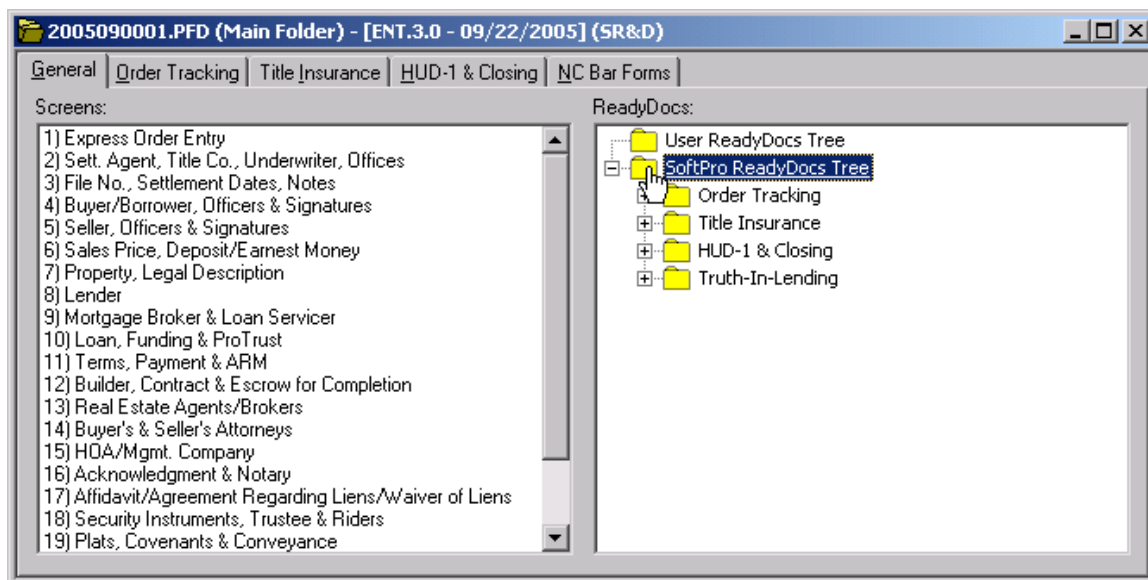 2005090001.PFD (Main Folder) - [ENT.3.0 - 09/22/2005] (SR&D)
General Order Tracking Title Insurance HUD-1 & Closing NC Bar Forms
Screens:
1) Express Order Entry
2) Sett. Agent, Title Co., Underwriter, Offices
3) File No., Settlement Dates, Notes
4) Buyer/Borrower, Officers & Signatures
5) Seller, Officers & Signatures
6) Sales Price, Deposit/Earnest Money
7) Property, Legal Description
8) Lender
9) Mortgage Broker & Loan Servicer
10) Loan, Funding & ProTrust
11) Terms, Payment & ARM
12) Builder, Contract & Escrow for Completion
13) Real Estate Agents/Brokers
14) Buyer's & Seller's Attorneys
15) HOA/Mgmt. Company
16) Acknowledgment & Notary
17) Affidavit/Agreement Regarding Liens/Waiver of Liens
18) Security Instruments, Trustee & Riders
19) Plats, Covenants & Conveyance
ReadyDocs:
User ReadyDocs Tree
SoftPro ReadyDocs Tree
Order Tracking
Title Insurance
HUD-1 & Closing
Truth-In-Lending